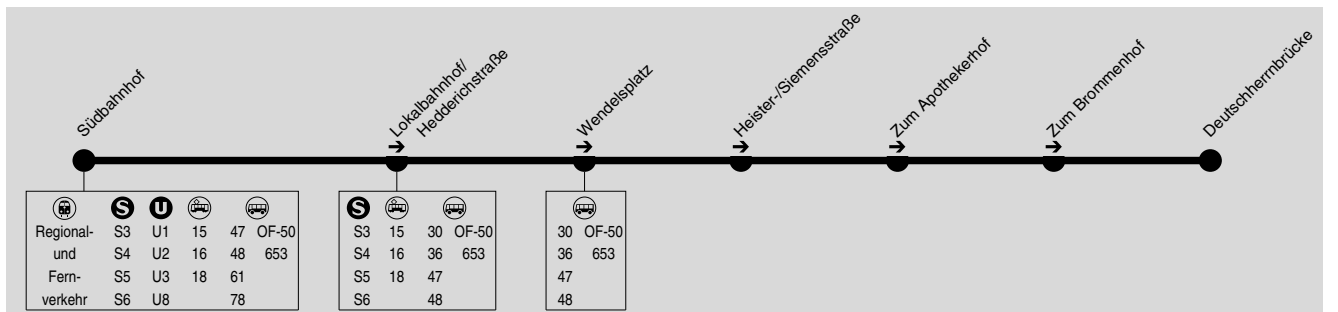 Südbahnhof
Lokalbahnhof/
Hedderichstraße
Wendelsplatz
Heister-/Siemensstraße
Zum Apothekerhof
Zum Brommenhof
Deutschherrnbrücke
S U
Regional- S3 U1 15 47 OF-50
und S4 U2 16 48 653
Fern- S5 U3 18 61
verkehr S6 U8 78
S
S3 15 30 OF-50
S4 16 36 653
S5 18 47
S6 48
30 OF-50
36 653
47
48